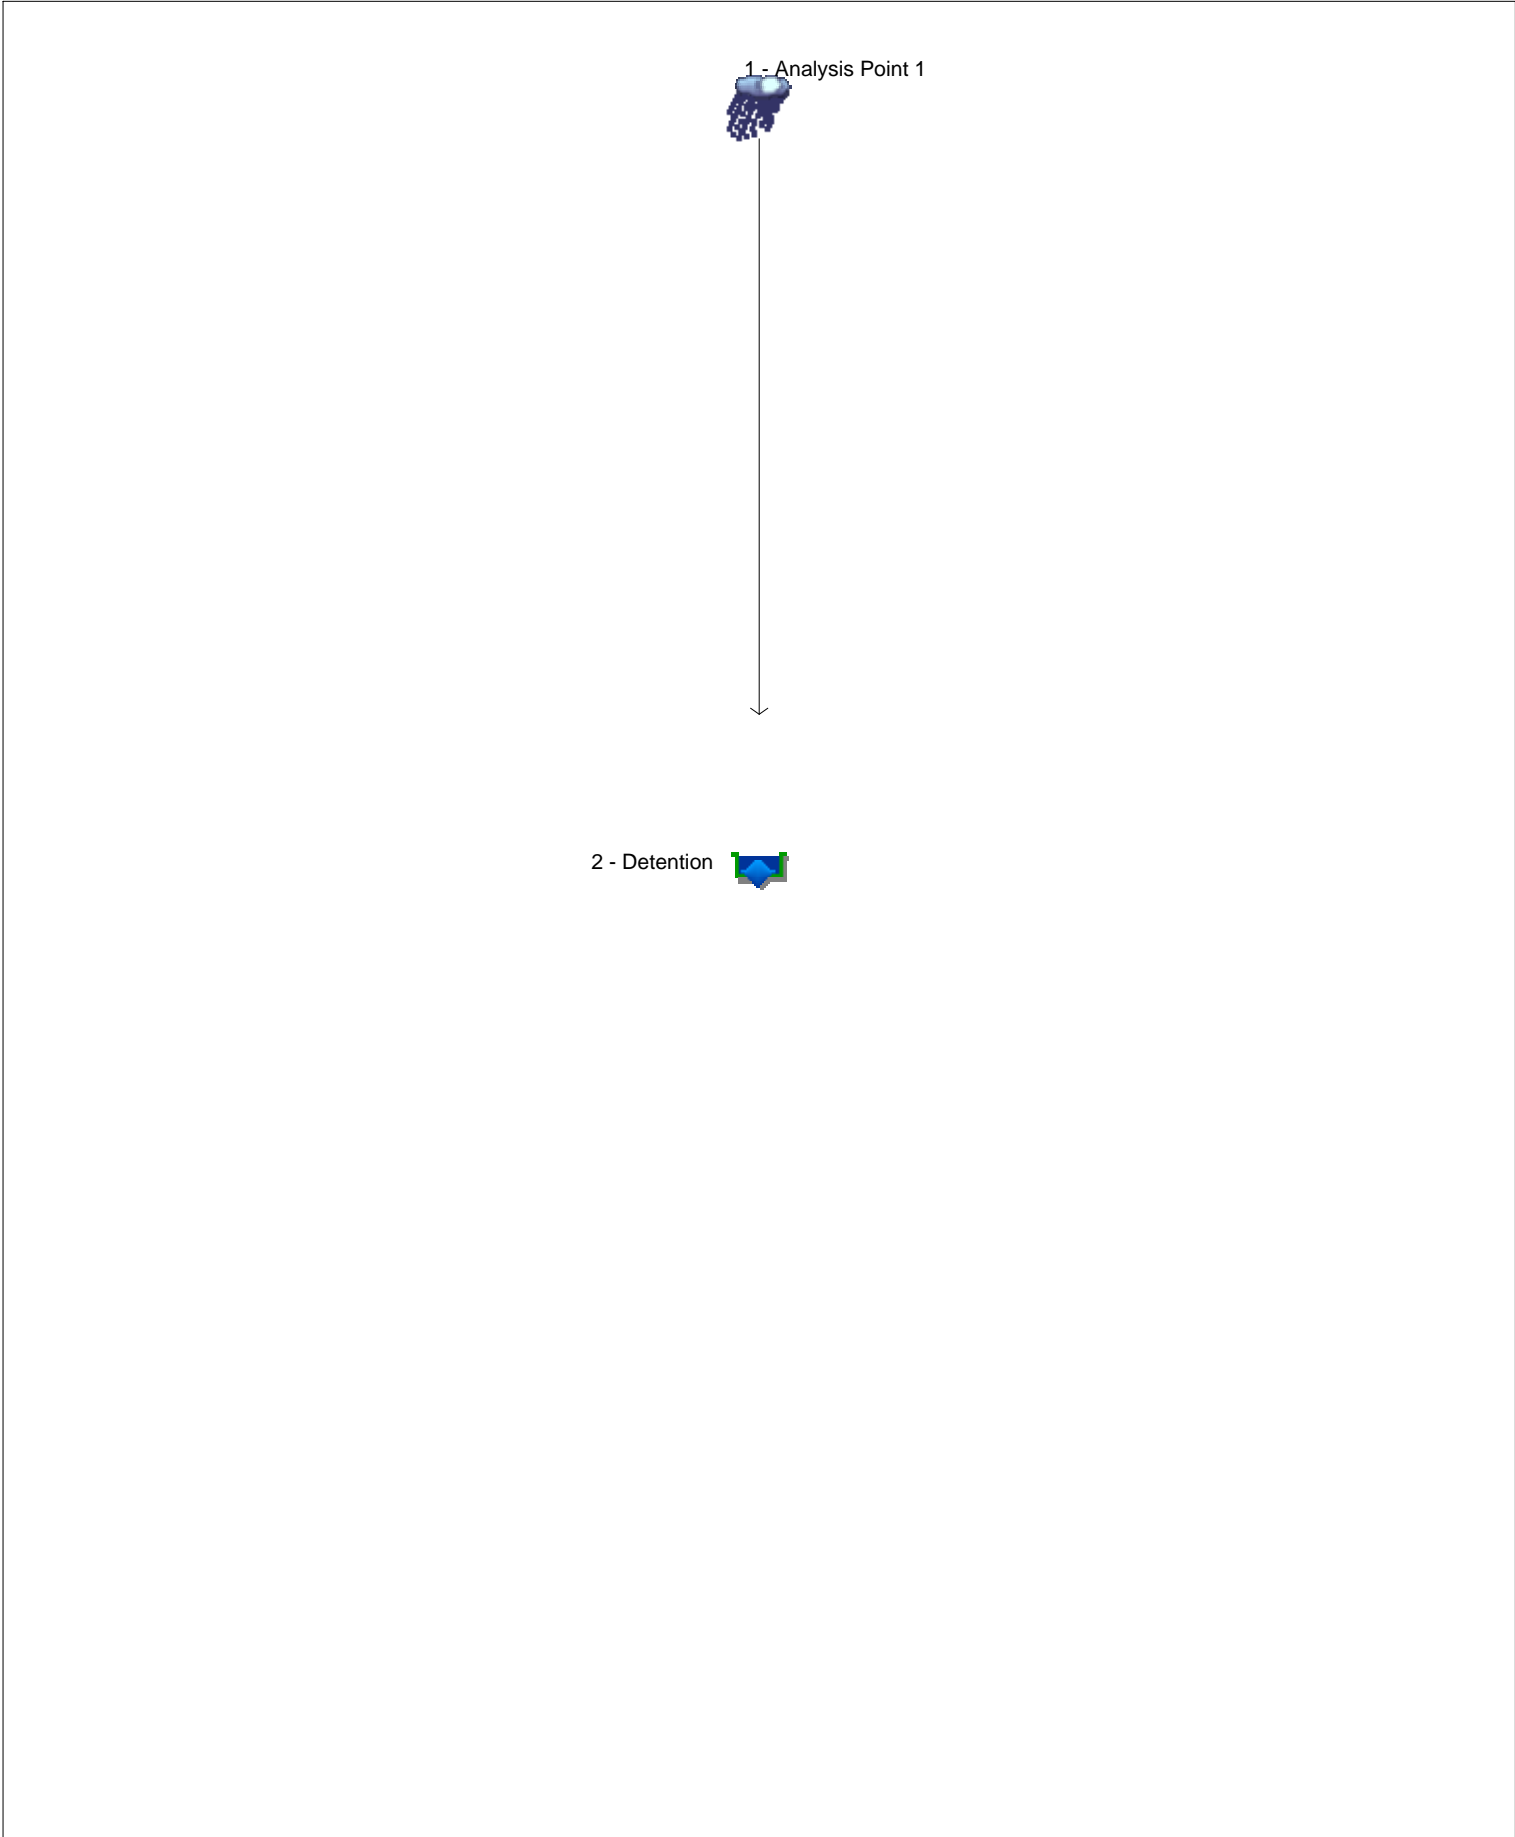 1 - Analysis Point 1
2 - Detention